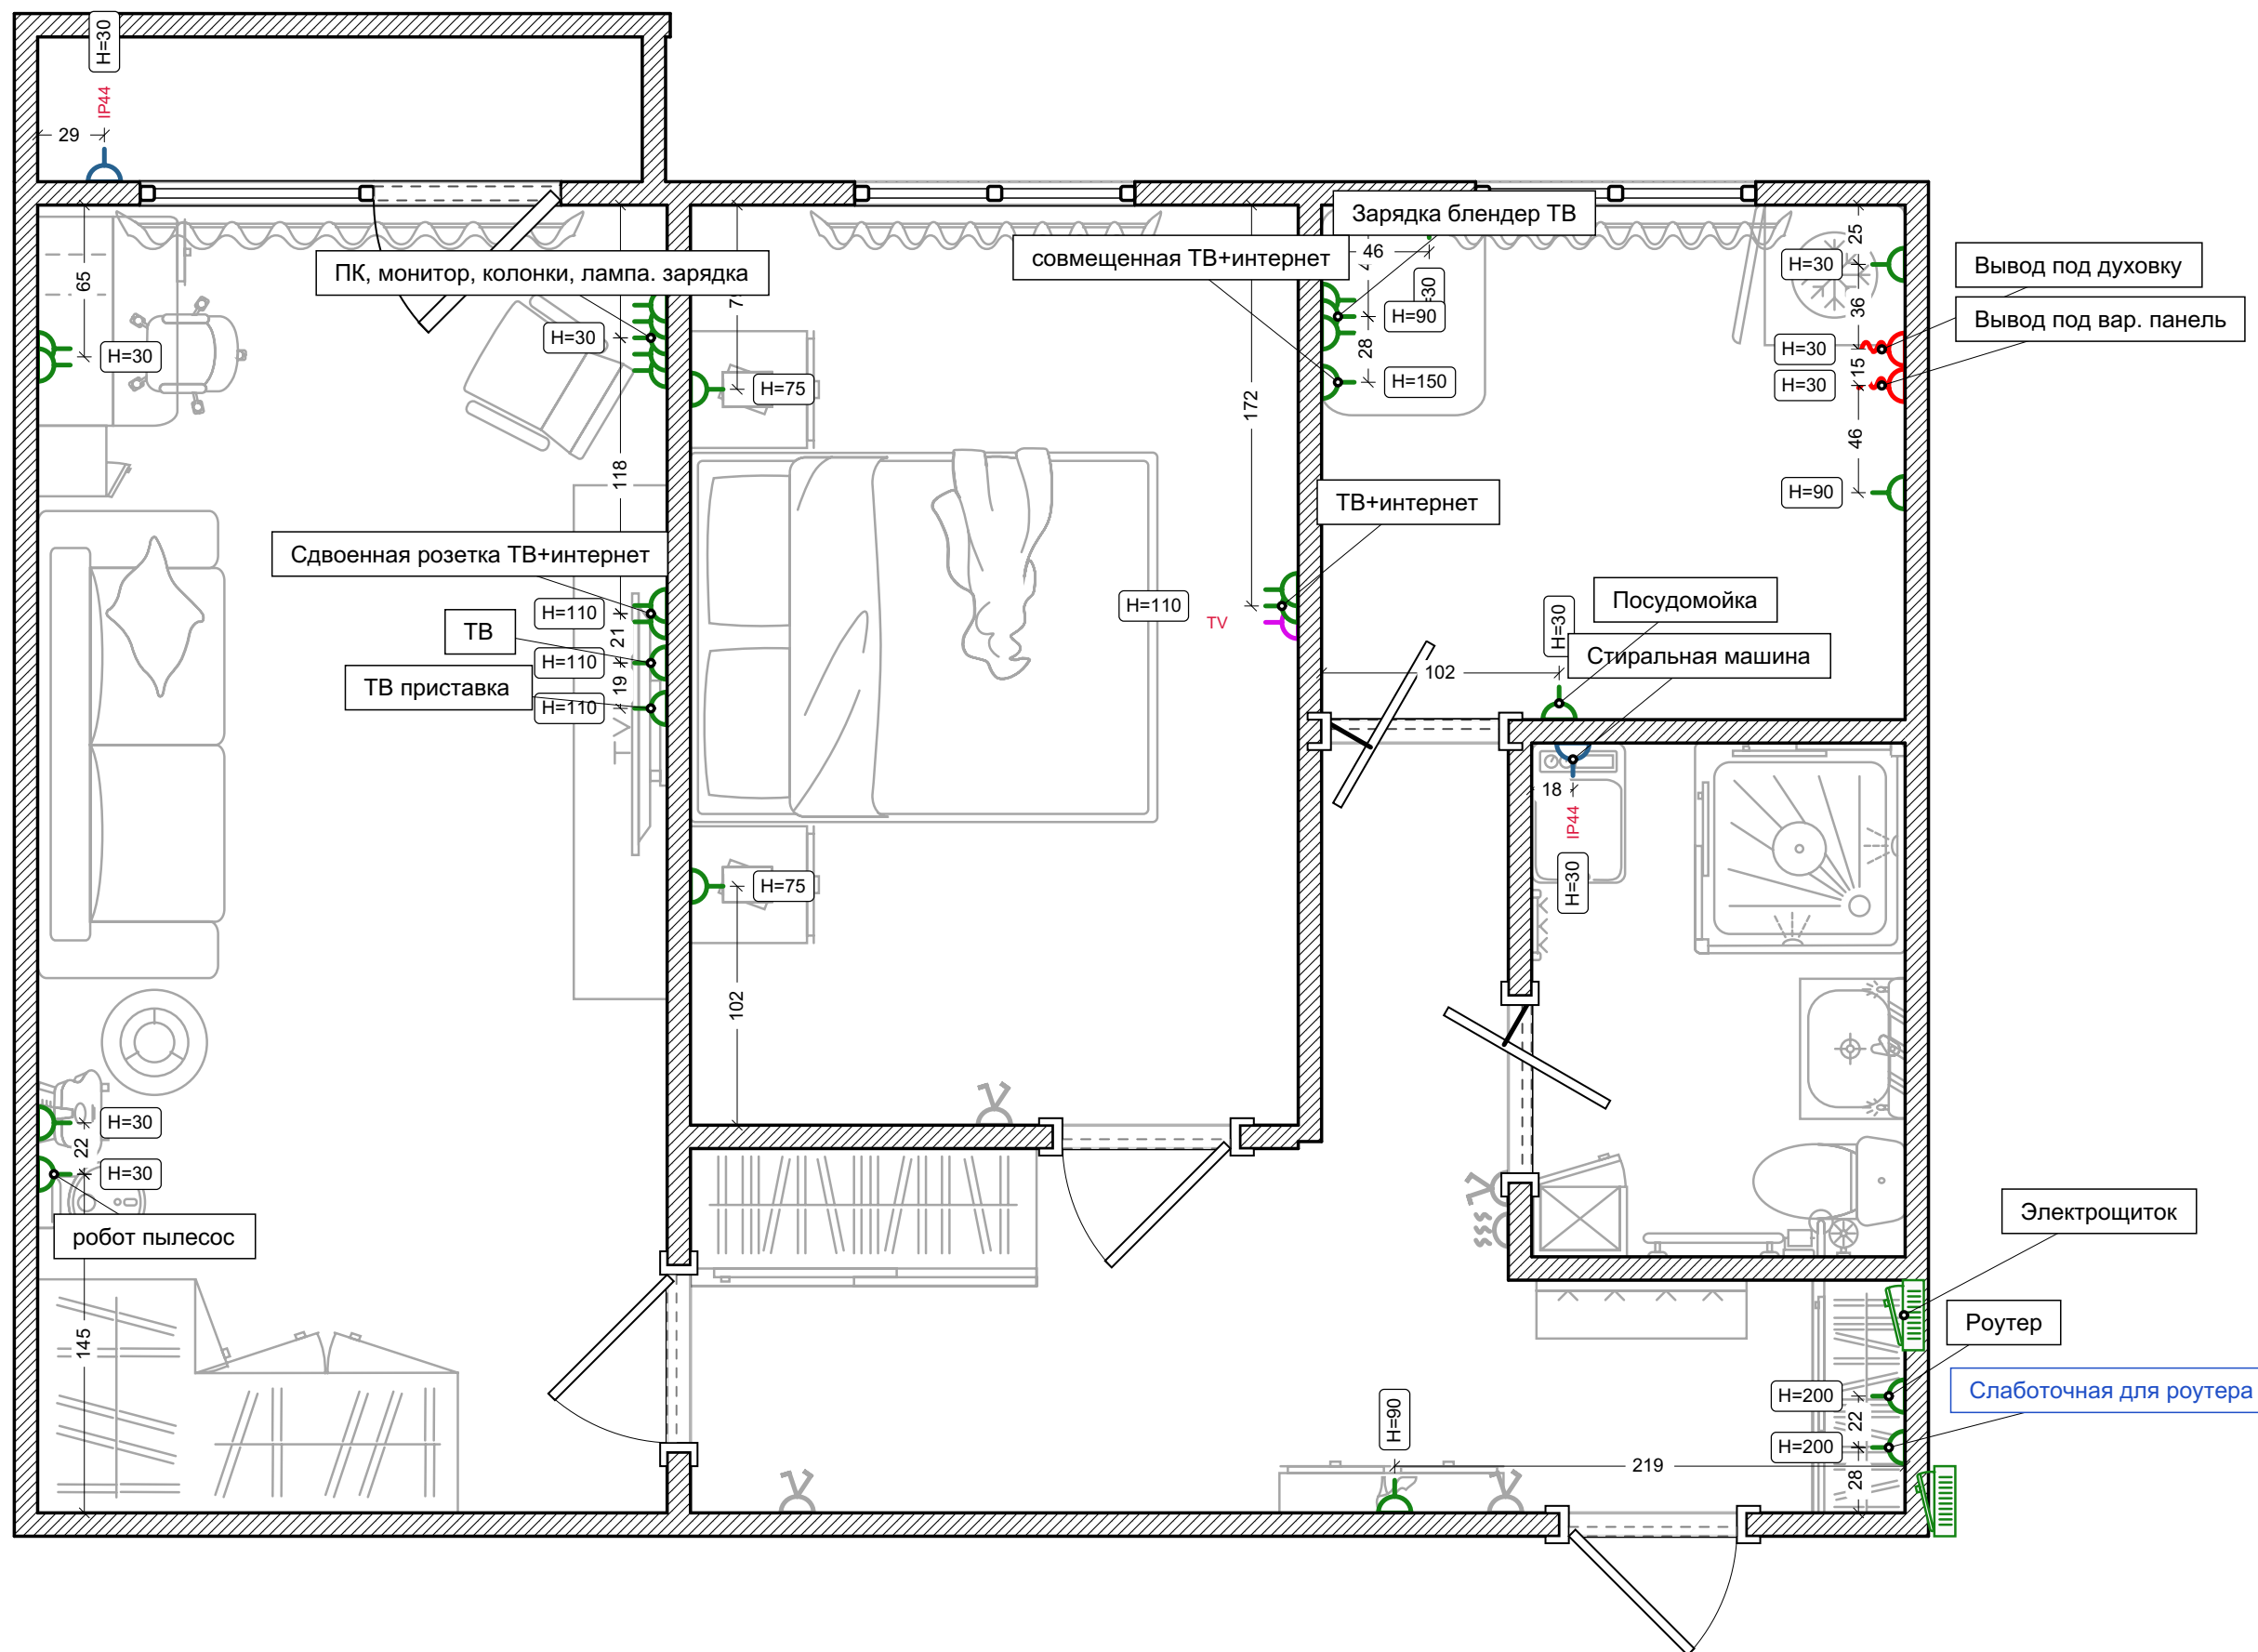 H=30
IP44
29
Зарядка блендер ТВ
совмещенная ТВ+интернет
46
25
H=30
Вывод под духовку
ПК, монитор, колонки, лампа. зарядка
65
H=90
36
Вывод под вар. панель
H=30
H=30
H=30
28
15
H=30
H=75
H=150
172
46
118
H=90
ТВ+интернет
Сдвоенная розетка ТВ+интернет
H=110
H=110
TV
ТВ
21
H=110
ТВ приставка
19
H=110
H=30
Посудомойка
Стиральная машина
102
18
IP44
H=30
H=75
102
H=30
22
H=30
робот пылесос
145
Электрощиток
Роутер
Слаботочная для роутера
H=200
22
H=200
28
H=90
219